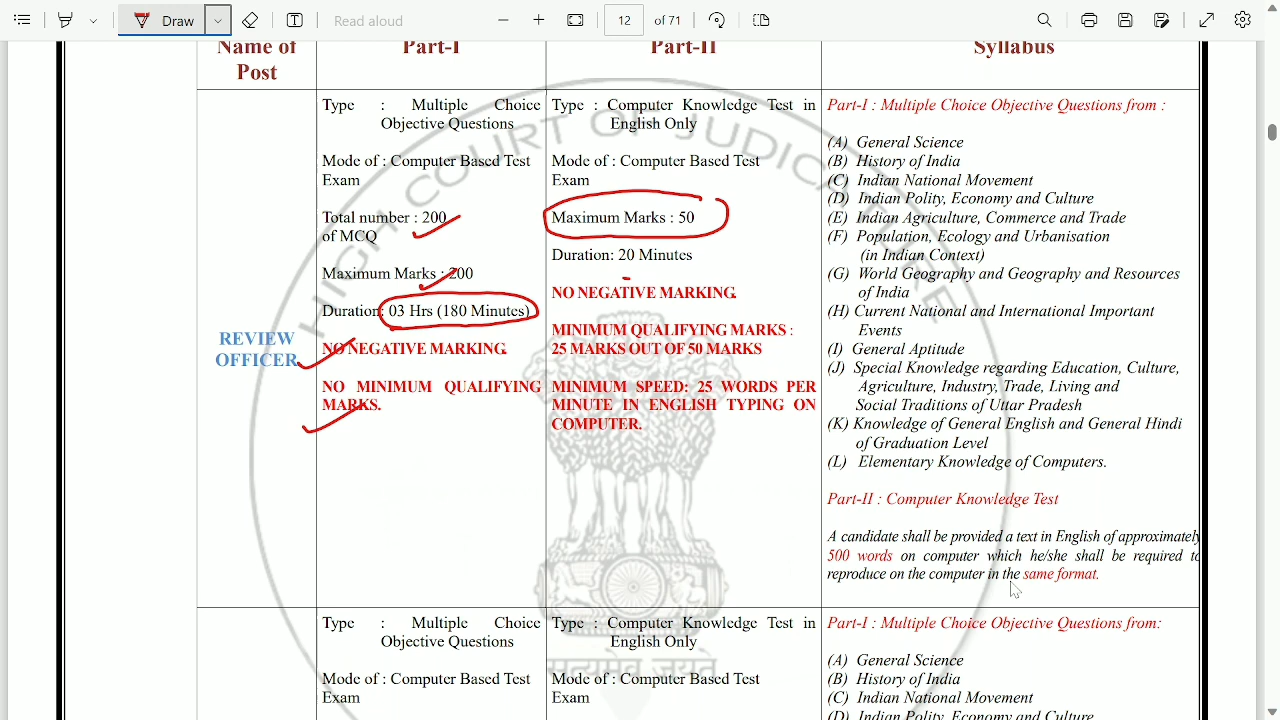 Draw
Read aloud
12 of 71
Name of
Post
Part-I
Part-II
Syllabus
REVIEW
OFFICER
Type : Multiple Choice
Objective Questions
Mode of : Computer Based Test
Exam
Total number : 200
of MCQ
Maximum Marks : 200
Duration: 03 Hrs (180 Minutes)
NO NEGATIVE MARKING.
NO MINIMUM QUALIFYING
MARKS.
Type : Computer Knowledge Test in
English Only
Mode of : Computer Based Test
Exam
Maximum Marks : 50
Duration: 20 Minutes
NO NEGATIVE MARKING.
MINIMUM QUALIFYING MARKS :
25 MARKS OUT OF 50 MARKS
MINIMUM SPEED: 25 WORDS PER
MINUTE IN ENGLISH TYPING ON
COMPUTER.
Part-I : Multiple Choice Objective Questions from :
(A) General Science
(B) History of India
(C) Indian National Movement
(D) Indian Polity, Economy and Culture
(E) Indian Agriculture, Commerce and Trade
(F) Population, Ecology and Urbanisation
(in Indian Context)
(G) World Geography and Geography and Resources
of India
(H) Current National and International Important
Events
(I) General Aptitude
(J) Special Knowledge regarding Education, Culture,
Agriculture, Industry, Trade, Living and
Social Traditions of Uttar Pradesh
(K) Knowledge of General English and General Hindi
of Graduation Level
(L) Elementary Knowledge of Computers.
Part-II : Computer Knowledge Test
A candidate shall be provided a text in English of approximately
500 words on computer which he/she shall be required to
reproduce on the computer in the same format.
Type : Multiple Choice
Objective Questions
Mode of : Computer Based Test
Exam
Type : Computer Knowledge Test in
English Only
Mode of : Computer Based Test
Exam
Part-I : Multiple Choice Objective Questions from:
(A) General Science
(B) History of India
(C) Indian National Movement
(D) Indian Polity, Economy and Culture
HIGH COURT OF JUDICATURE
सत्यमेव जयते